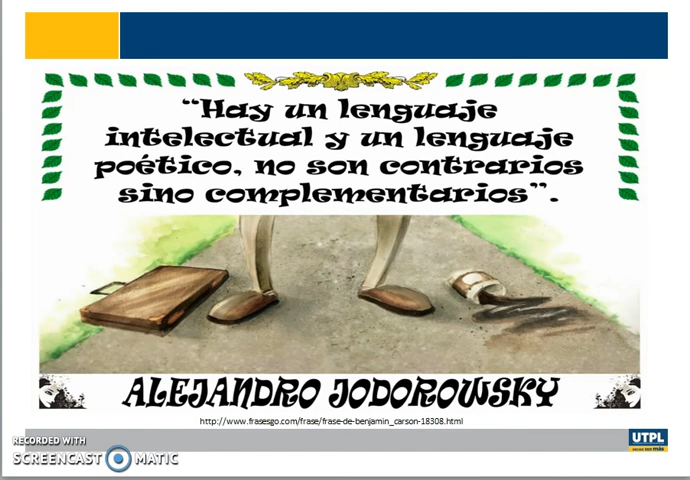 “Hay un lenguaje
intelectual y un lenguaje
poético, no son contrarios
sino complementarios”.
ALEJANDRO JODOROWSKY
http://www.frasesgo.com/frase/frase-de-benjamin_carson-18308.html
RECORDED WITH
SCREENCAST MATIC
UTPL